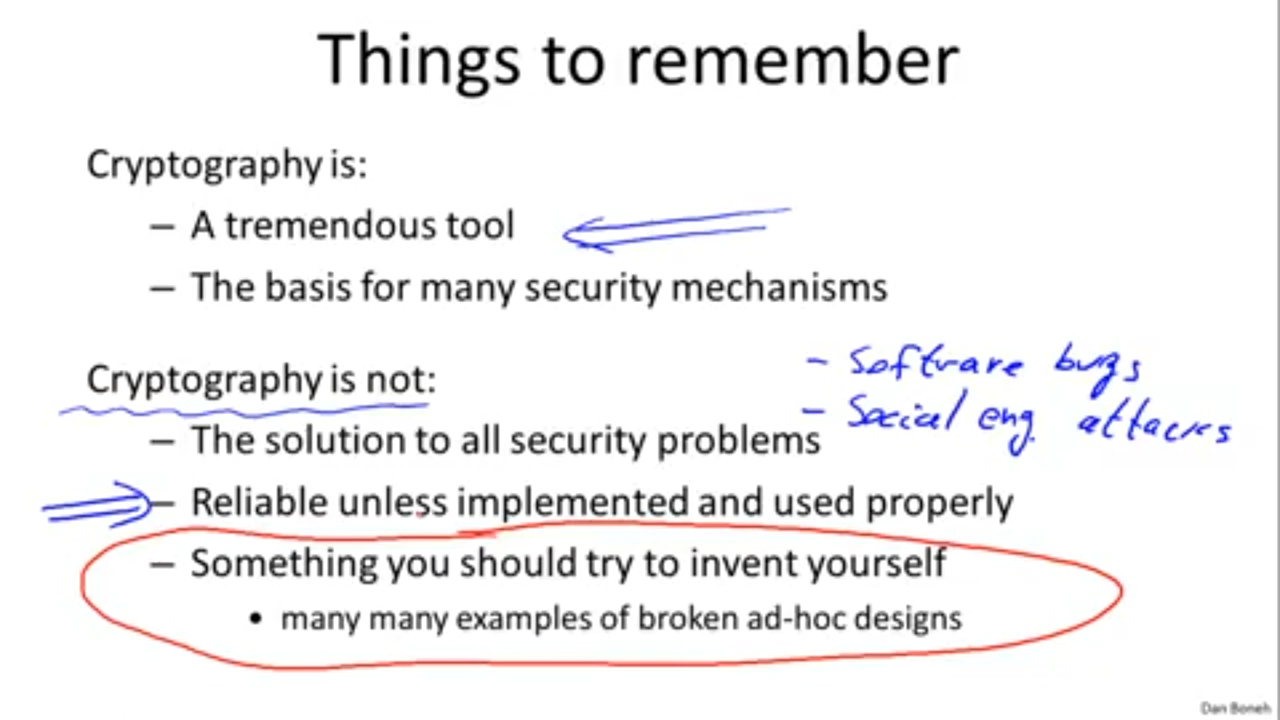 Things to remember
Cryptography is:
– A tremendous tool
– The basis for many security mechanisms
Cryptography is not:
– Software bugs
– Social eng. attacks
– The solution to all security problems
– Reliable unless implemented and used properly
– Something you should try to invent yourself
• many many examples of broken ad-hoc designs
Dan Boneh